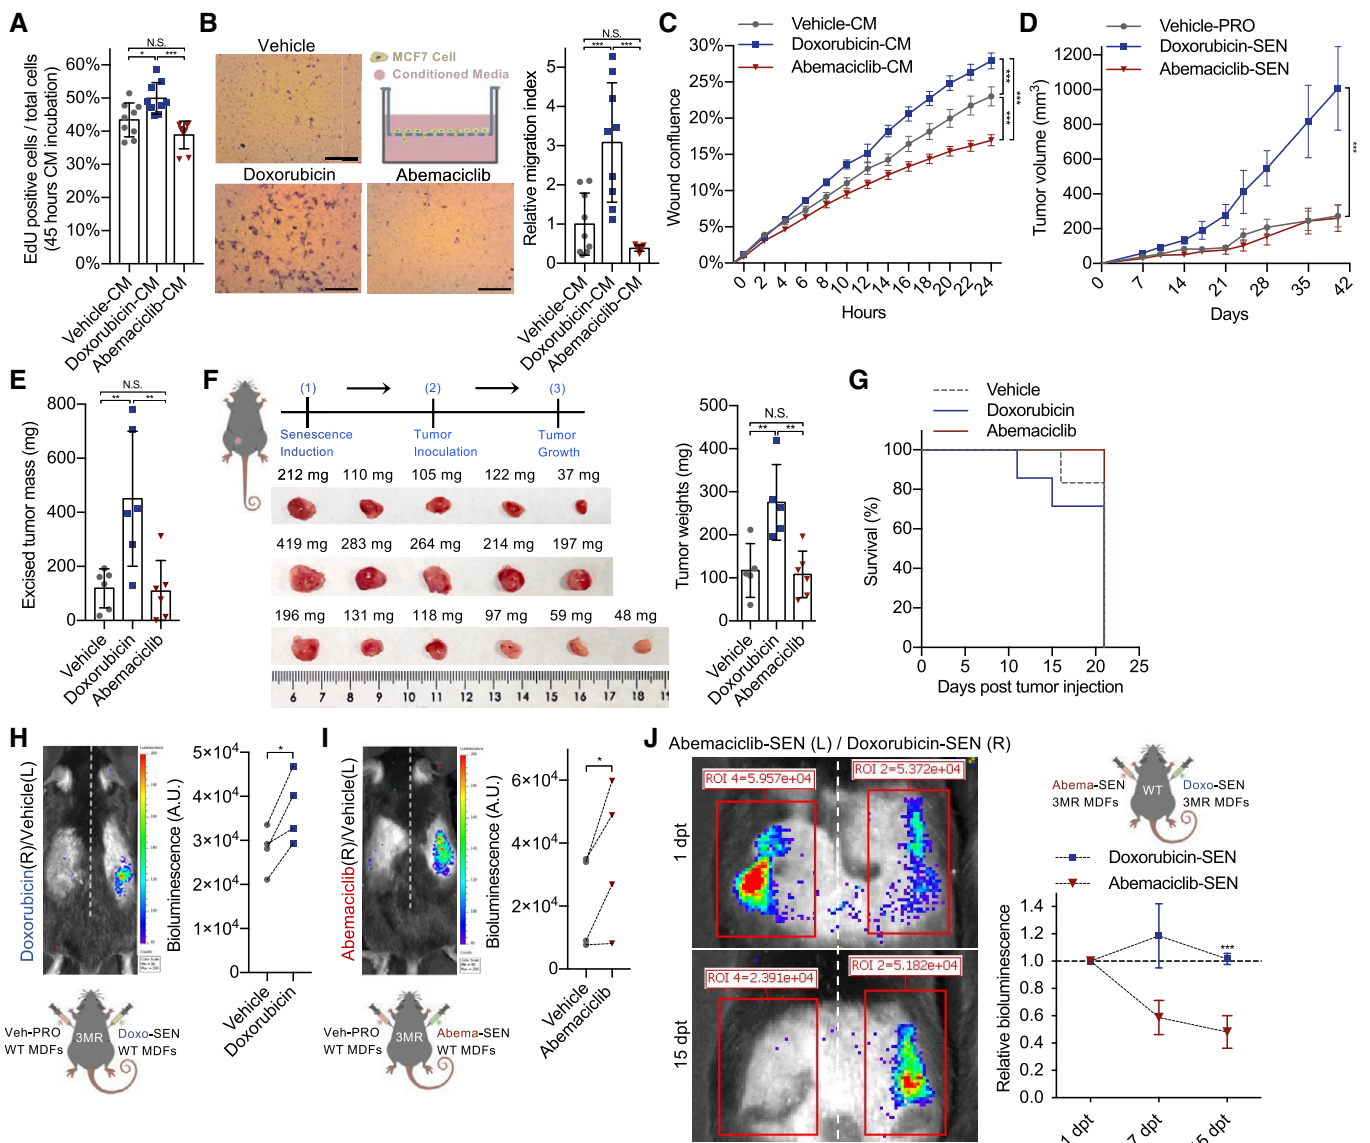 A
N.S.
* ***
60%
50%
40%
30%
20%
10%
0%
EdU positive cells / total cells
(45 hours CM incubation)
Vehicle-CM
Doxorubicin-CM
Abemaciclib-CM
B
Vehicle
MCF7 Cell
Conditioned Media
Doxorubicin
Abemaciclib
N.S.
*** ***
Relative migration index
5
4
3
2
1
0
Vehicle-CM
Doxorubicin-CM
Abemaciclib-CM
C
Vehicle-CM
Doxorubicin-CM
Abemaciclib-CM
30%
25%
20%
15%
10%
5%
0%
Wound confluence
0 2 4 6 8 10 12 14 16 18 20 22 24
Hours
***
***
***
D
Vehicle-PRO
Doxorubicin-SEN
Abemaciclib-SEN
1200
1000
800
600
400
200
0
Tumor volume (mm³)
0 7 14 21 28 35 42
Days
***
E
N.S.
** **
800
600
400
200
0
Excised tumor mass (mg)
Vehicle
Doxorubicin
Abemaciclib
F
(1) (2) (3)
Senescence Induction
Tumor Inoculation
Tumor Growth
212 mg 110 mg 105 mg 122 mg 37 mg
419 mg 283 mg 264 mg 214 mg 197 mg
196 mg 131 mg 118 mg 97 mg 59 mg 48 mg
6 7 8 9 10 11 12 13 14 15 16 17 18
N.S.
** **
500
400
300
200
100
0
Tumor weights (mg)
Vehicle
Doxorubicin
Abemaciclib
G
Vehicle
Doxorubicin
Abemaciclib
100
80
60
40
20
0
Survival (%)
0 5 10 15 20 25
Days post tumor injection
H
Doxorubicin(R)/Vehicle(L)
Bioluminescence (A.U.)
5×10⁴
4×10⁴
3×10⁴
2×10⁴
1×10⁴
0
*
Vehicle
Doxorubicin
Veh-PRO
WT MDFs
3MR
Doxo-SEN
WT MDFs
I
Abemaciclib(R)/Vehicle(L)
Bioluminescence (A.U.)
6×10⁴
4×10⁴
2×10⁴
0
*
Vehicle
Abemaciclib
Veh-PRO
WT MDFs
3MR
Abema-SEN
WT MDFs
J
Abemaciclib-SEN (L) / Doxorubicin-SEN (R)
1 dpt
ROI 4=5.957e+04
ROI 2=5.372e+04
15 dpt
ROI 4=2.391e+04
ROI 2=5.182e+04
Abema-SEN
3MR MDFs
WT
Doxo-SEN
3MR MDFs
Doxorubicin-SEN
Abemaciclib-SEN
1.4
1.2
1.0
0.8
0.6
0.4
0.2
0.0
Relative bioluminescence
***
1 dpt
7 dpt